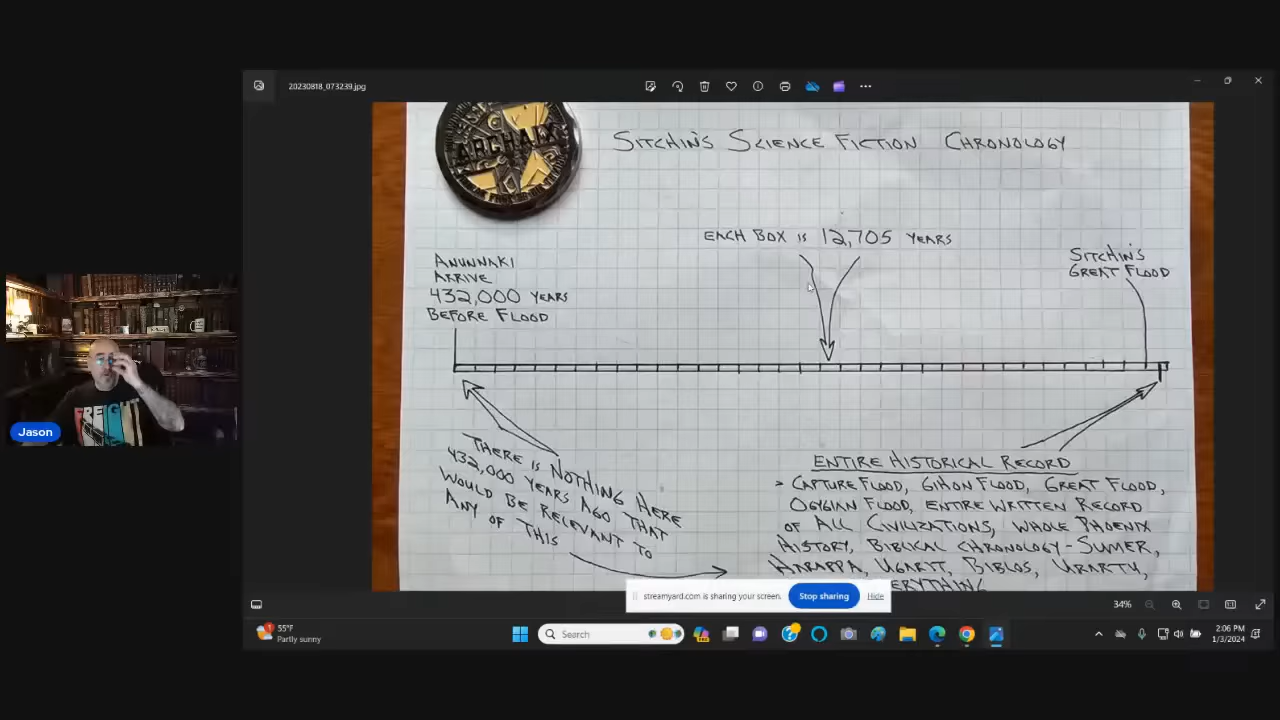 20230818_073239.jpg
ARCHAIX
SITCHIN'S SCIENCE FICTION CHRONOLOGY
EACH BOX IS 12,705 YEARS
ANUNNAKI
ARRIVE
432,000 YEARS
BEFORE FLOOD
SITCHIN'S
GREAT FLOOD
THERE IS NOTHING HERE
432,000 YEARS AGO THAT
WOULD BE RELEVANT TO
ANY OF THIS
ENTIRE HISTORICAL RECORD
> CAPTURE FLOOD, GIHON FLOOD, GREAT FLOOD,
OGYGIAN FLOOD, ENTIRE WRITTEN RECORD
OF ALL CIVILIZATIONS, WHOLE PHOENIX
HISTORY, BIBLICAL CHRONOLOGY - SUMER,
HARAPPA, UGARIT, BIBLOS, URARTU,
Jason
FREIGHT
streamyard.com is sharing your screen.
Stop sharing
Hide
34%
55°F
Partly sunny
Search
2:06 PM
1/3/2024